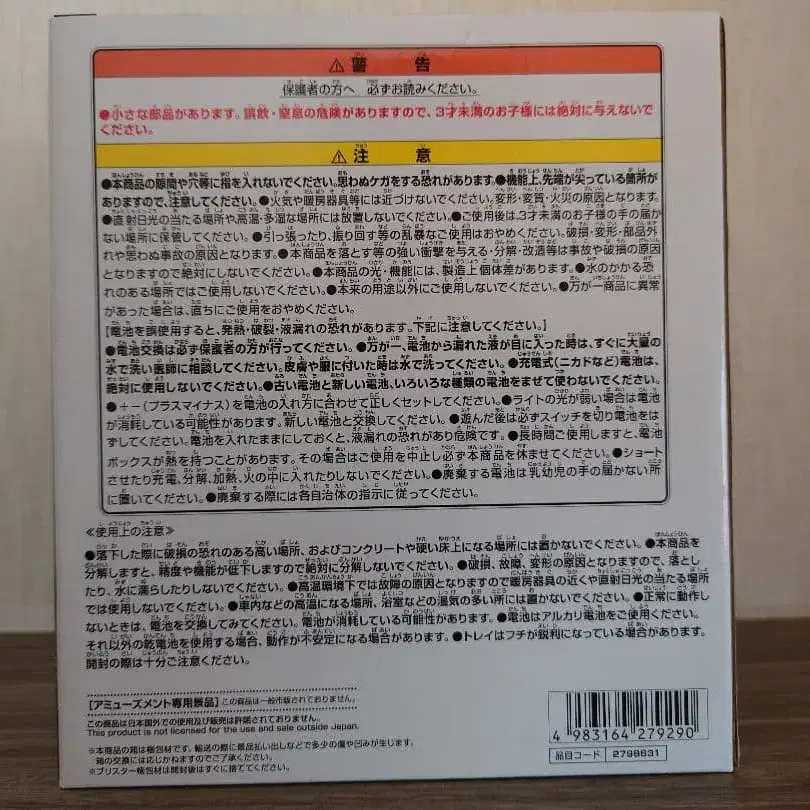 ⚠警 告
保護者の方へ 必ずお読みください。
●小さな部品があります。誤飲・窒息の危険がありますので、3才未満のお子様には絶対に与えないで
ください。
⚠注 意
●本商品の隙間や穴等に指を入れないでください。思わぬケガをする恐れがあります。●機能上、先端が尖っている箇所が
ありますので、注意してください。●火気や暖房器具等には近づけないでください。変形・変質・火災の原因となります。
●直射日光の当たる場所や高温・多湿な場所には放置しないでください。●ご使用後は、3才未満のお子様の手の届か
ない場所に保管してください。●引っ張ったり、振り回す等の乱暴なご使用はおやめください。破損・変形・部品外
れや思わぬ事故の原因となります。●本商品を落とす等の強い衝撃を与える・分解・改造等は事故や破損の原因
となりますので絶対にしないでください。●本商品の光・機能には、製造上個体差があります。●水のかかる恐
れのある場所ではご使用しないでください。●本来の用途以外にご使用しないでください。●万が一商品に異常
があった場合は、直ちにご使用をおやめください。
【電池を誤使用すると、発熱・破裂・液漏れの恐れがあります。下記に注意してください。】
●電池交換は必ず保護者の方が行ってください。●万が一、電池から漏れた液が目に入った時は、すぐに大量の
水で洗い医師に相談してください。皮膚や服に付いた時は水で洗ってください。●充電式(ニカドなど)電池は、
絶対に使用しないでください。●古い電池と新しい電池、いろいろな種類の電池をまぜて使わないでください。
●+−(プラスマイナス)を電池の入れ方に合わせて正しくセットしてください。●ライトの光が弱い場合は電池
が消耗している可能性があります。新しい電池と交換してください。●遊んだ後は必ずスイッチを切り電池をは
ずしてください。電池を入れたままにしておくと、液漏れの恐れがあり危険です。●長時間ご使用しますと、電池
ボックスが熱を持つことがあります。その場合はご使用を中止し必ず本商品を休ませてください。●ショート
させたり充電、分解、加熱、火の中に入れたりしないでください。●廃棄する電池は乳幼児の手の届かない所
に置いてください。●廃棄する際には各自治体の指示に従ってください。
≪使用上の注意≫
●落下した際に破損の恐れのある高い場所、およびコンクリートや硬い床上になる場所には置かないでください。●本商品を
分解しますと、精度や機能が低下しますので絶対に分解しないでください。●破損、故障、変形の原因となりますので、落とし
たり、水に濡らしたりしないでください。●高温環境下では故障の原因となりますので暖房器具の近くや直射日光の当たる場所
では使用しないでください。●車内などの高温になる場所、浴室などの湿気の多い所には置かないでください。●正常に動作し
ないときは、電池を交換してみてください。電池が消耗している可能性があります。●電池はアルカリ電池をご使用ください。
それ以外の乾電池を使用する場合、動作が不安定になる場合があります。●トレイはフチが鋭利になっている場合があります。
開封の際は十分ご注意ください。
【アミューズメント専用景品】この商品は一般市販されておりません。
この商品は日本国外での使用及び販売は許諾されておりません。
This product is not licensed for the use and sale outside Japan.
※本商品の箱は梱包材です。輸送の際に景品払い出しなどで多少の傷や凹みが生じます。
箱の交換には応じかねますのでご了承ください。
※ブリスター梱包材は開封後はすぐに捨ててください。
4 983164 279290
品目コード 2798631